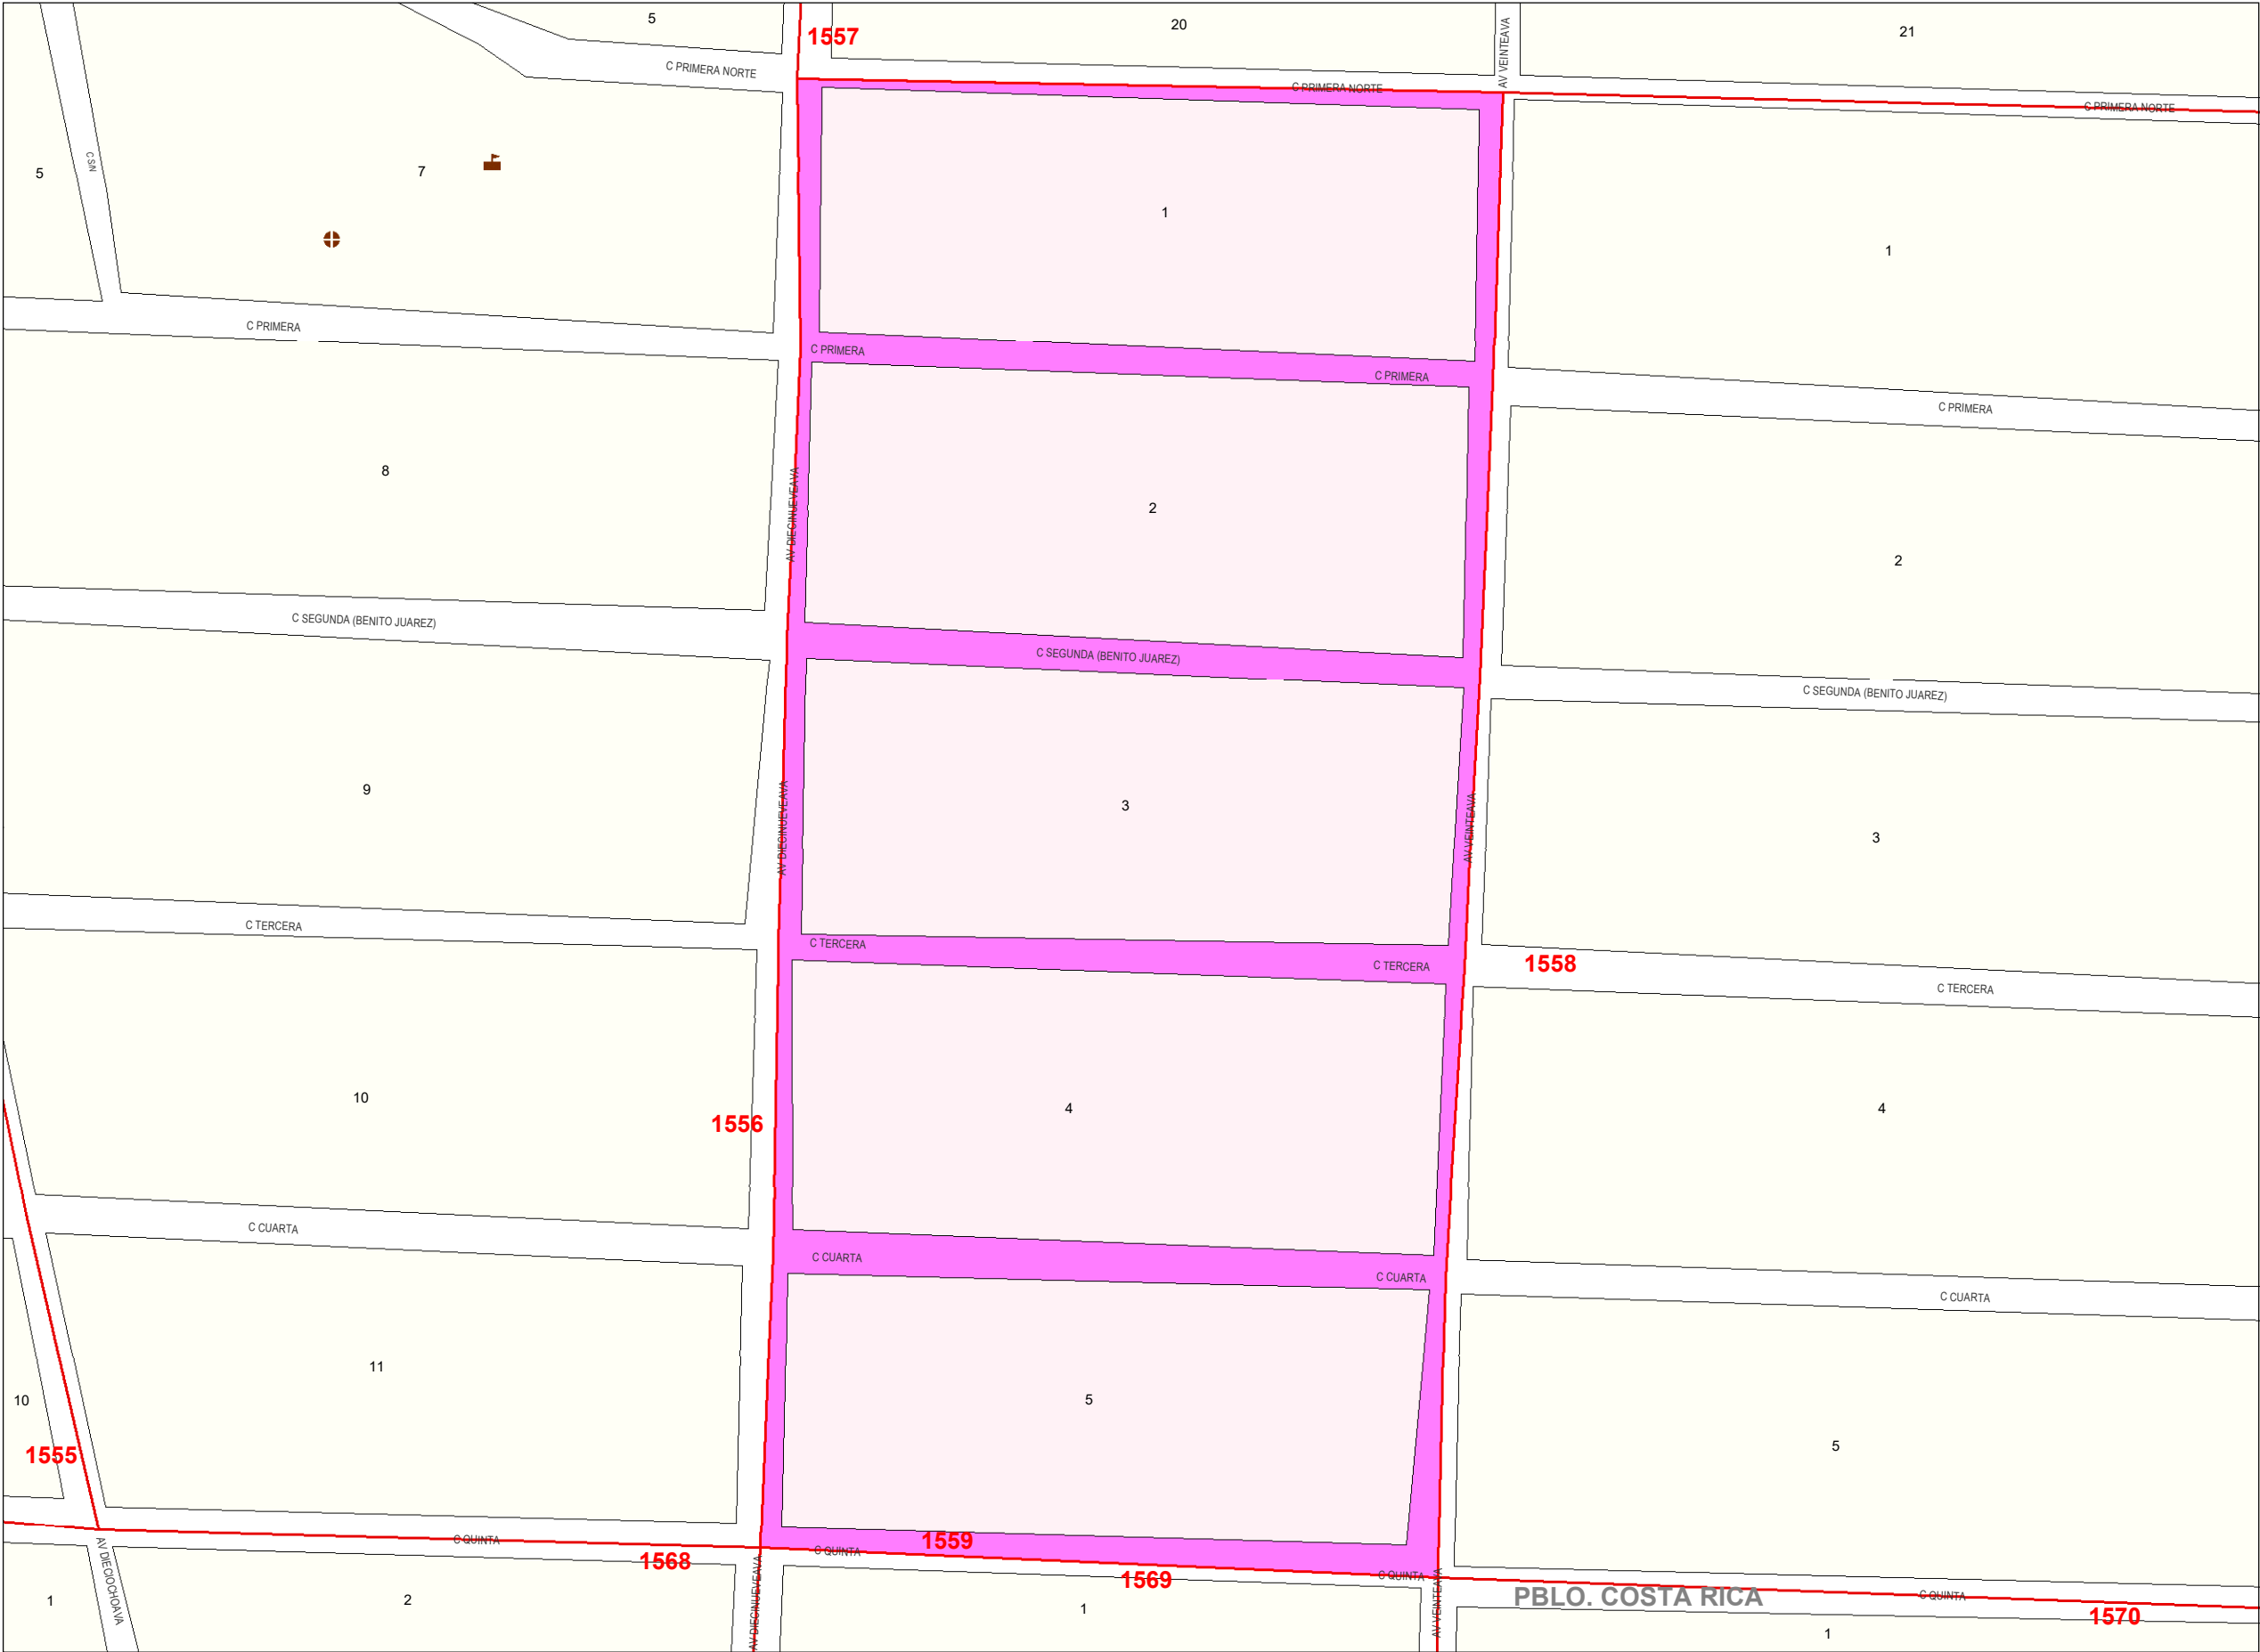 5
20
21
1557
AV VEINTEAVA
C PRIMERA NORTE
C PRIMERA NORTE
C PRIMERA NORTE
C S/N
5
7
1
1
C PRIMERA
C PRIMERA
C PRIMERA
C PRIMERA
8
AV DIECINUEVEAVA
2
2
C SEGUNDA (BENITO JUAREZ)
C SEGUNDA (BENITO JUAREZ)
C SEGUNDA (BENITO JUAREZ)
9
AV DIECINUEVEAVA
3
AV VEINTEAVA
3
C TERCERA
C TERCERA
C TERCERA
1558
C TERCERA
10
1556
4
4
C CUARTA
C CUARTA
C CUARTA
C CUARTA
11
10
5
5
1555
C QUINTA
1568
C QUINTA
1559
1569
C QUINTA
C QUINTA
PBLO. COSTA RICA
1570
1
AV DIECIOCHOAVA
2
AV DIECINUEVEAVA
1
AV VEINTEAVA
1